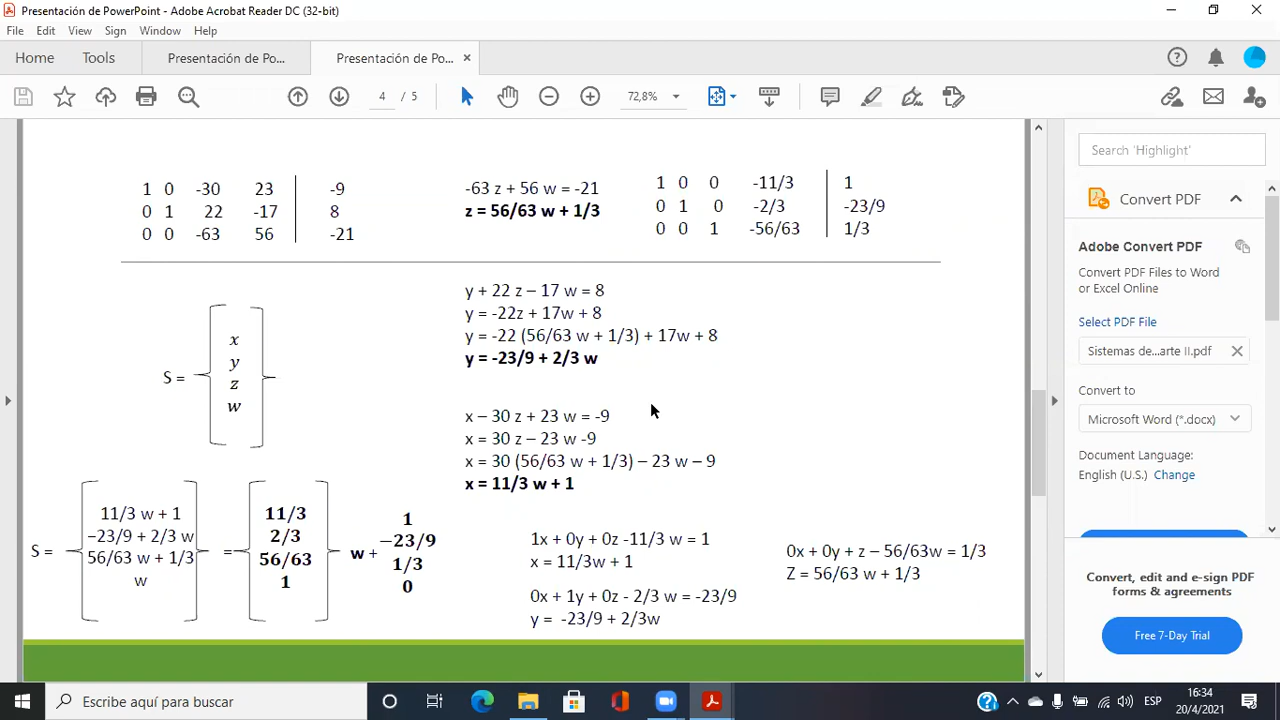 Presentación de PowerPoint - Adobe Acrobat Reader DC (32-bit)
File Edit View Sign Window Help
Home Tools Presentación de Po... Presentación de Po... ×
4 / 5 72,8%
1 0 -30 23 -9
0 1 22 -17 8
0 0 -63 56 -21
-63 z + 56 w = -21
z = 56/63 w + 1/3
1 0 0 -11/3 1
0 1 0 -2/3 -23/9
0 0 1 -56/63 1/3
y + 22 z – 17 w = 8
y = -22z + 17w + 8
y = -22 (56/63 w + 1/3) + 17w + 8
y = -23/9 + 2/3 w
S =
x
y
z
w
x – 30 z + 23 w = -9
x = 30 z – 23 w -9
x = 30 (56/63 w + 1/3) – 23 w – 9
x = 11/3 w + 1
S =
11/3 w + 1
−23/9 + 2/3 w
56/63 w + 1/3
w
=
11/3
2/3
56/63
1
w +
1
−23/9
1/3
0
1x + 0y + 0z -11/3 w = 1
x = 11/3w + 1
0x + 1y + 0z - 2/3 w = -23/9
y = -23/9 + 2/3w
0x + 0y + z – 56/63w = 1/3
Z = 56/63 w + 1/3
Search 'Highlight'
Convert PDF
Adobe Convert PDF
Convert PDF Files to Word
or Excel Online
Select PDF File
Sistemas de...arte II.pdf
Convert to
Microsoft Word (*.docx)
Document Language:
English (U.S.) Change
Convert, edit and e-sign PDF
forms & agreements
Free 7-Day Trial
Escribe aquí para buscar
ESP
16:34
20/4/2021